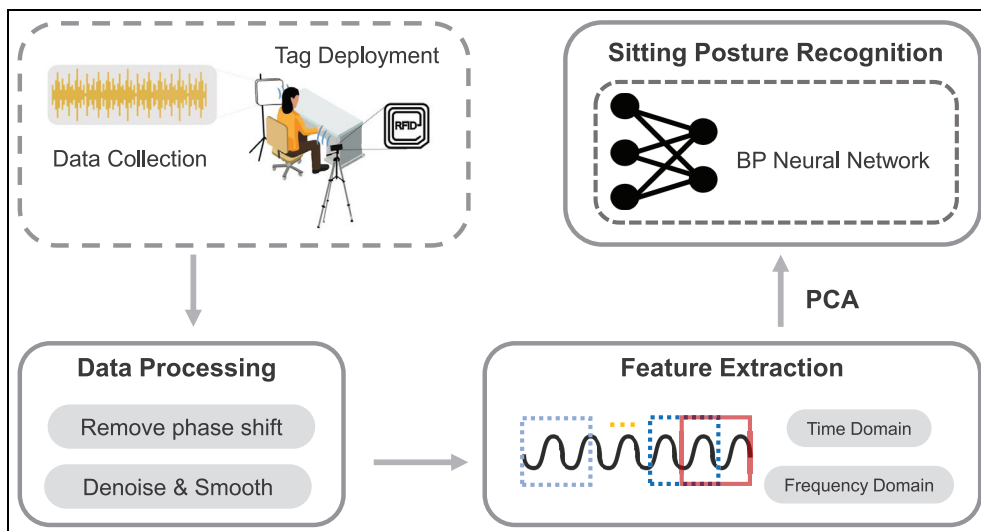 Tag Deployment
RFID
Data Collection
Sitting Posture Recognition
BP Neural Network
PCA
Data Processing
Remove phase shift
Denoise & Smooth
Feature Extraction
Time Domain
Frequency Domain